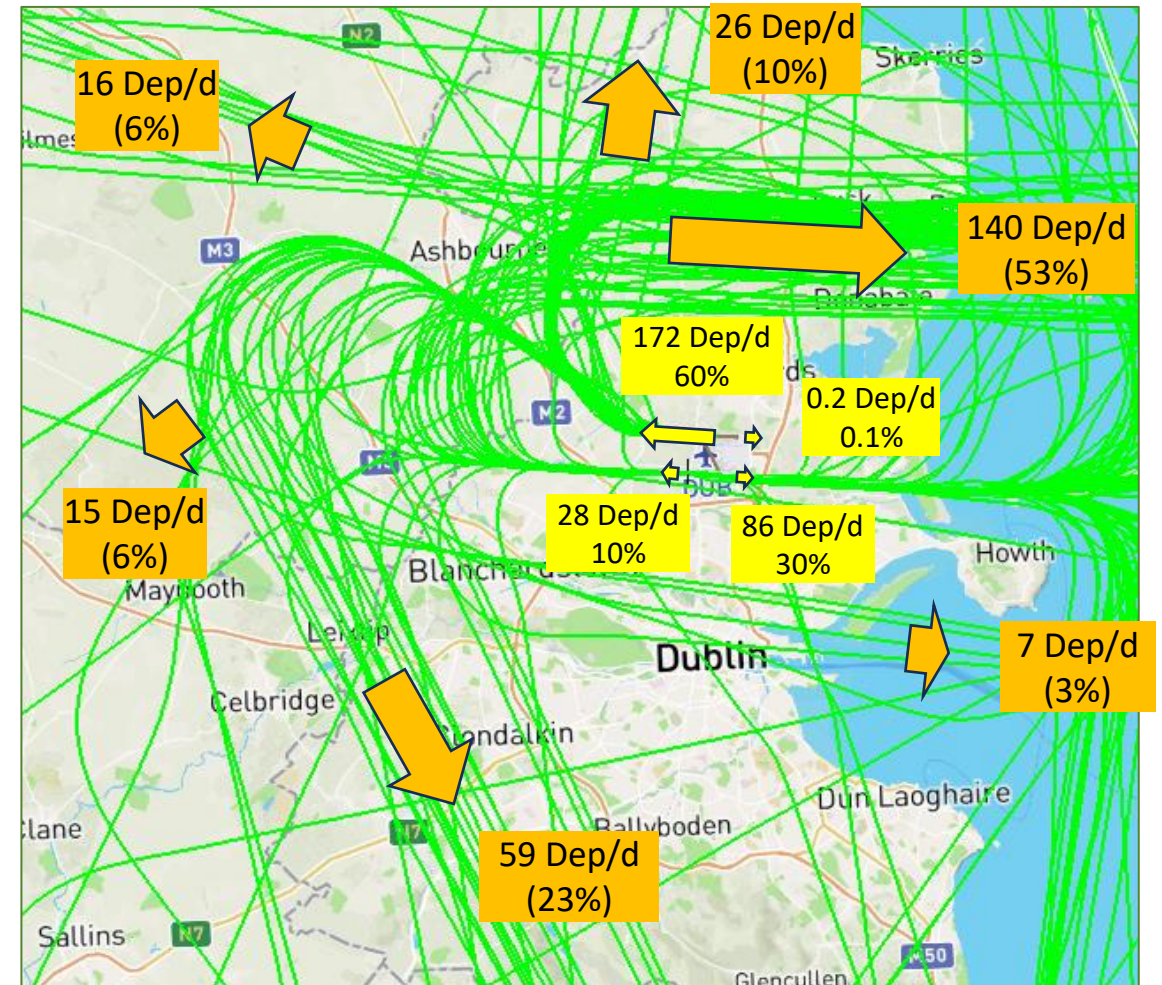 N2
26 Dep/d
(10%)
Skerries
16 Dep/d
(6%)
M3
Ashbourne
140 Dep/d
(53%)
Donabate
172 Dep/d
60%
0.2 Dep/d
0.1%
M2
DUB
28 Dep/d
10%
86 Dep/d
30%
15 Dep/d
(6%)
Howth
Maynooth
Leixlip
Dublin
7 Dep/d
(3%)
Celbridge
Clondalkin
Dun Laoghaire
Ballyboden
N7
59 Dep/d
(23%)
Sallins
N7
M50
Glencullen